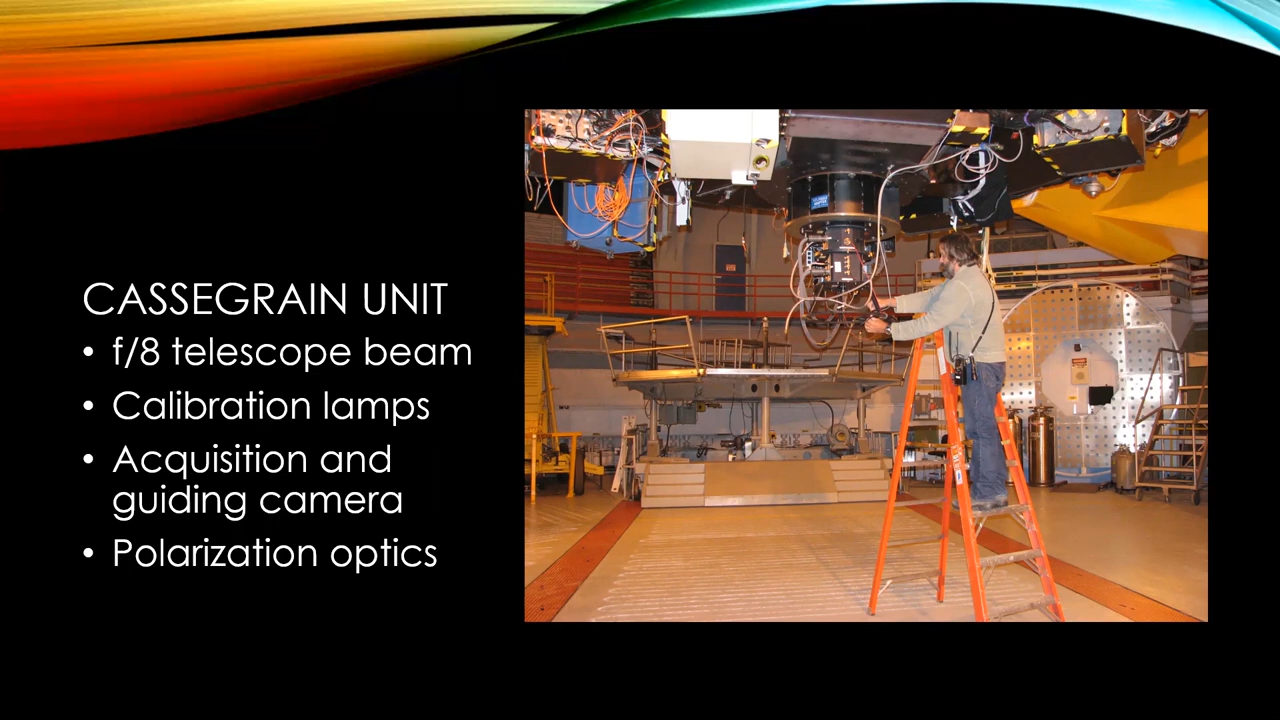 CASSEGRAIN UNIT
• f/8 telescope beam
• Calibration lamps
• Acquisition and
guiding camera
• Polarization optics